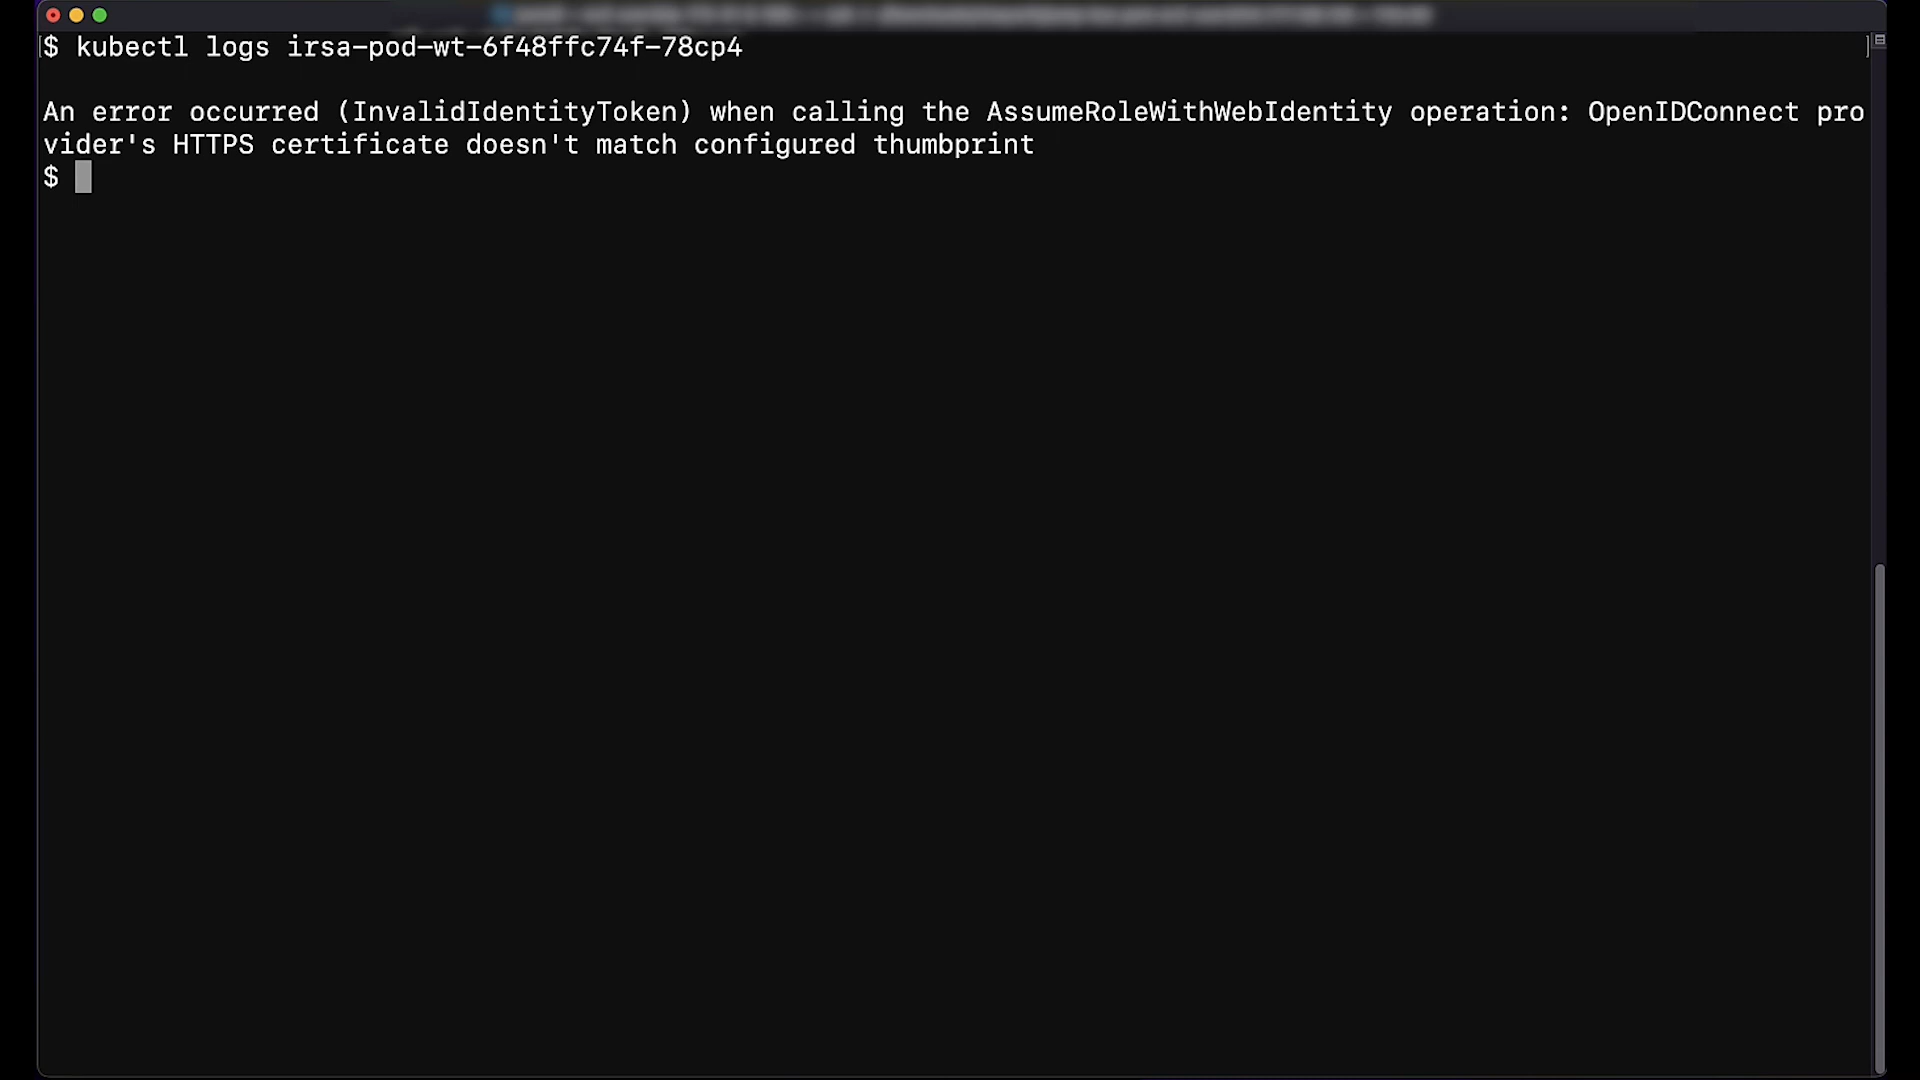 $ kubectl logs irsa-pod-wt-6f48ffc74f-78cp4
An error occurred (InvalidIdentityToken) when calling the AssumeRoleWithWebIdentity operation: OpenIDConnect pro
vider's HTTPS certificate doesn't match configured thumbprint
$